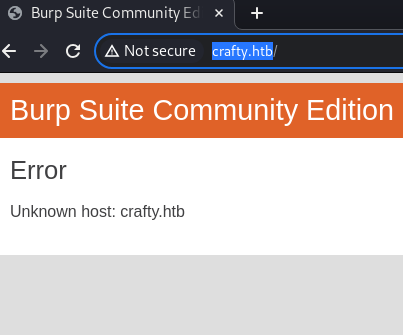 Burp Suite Community Ed
Not secure crafty.htb/
Burp Suite Community Edition
Error
Unknown host: crafty.htb